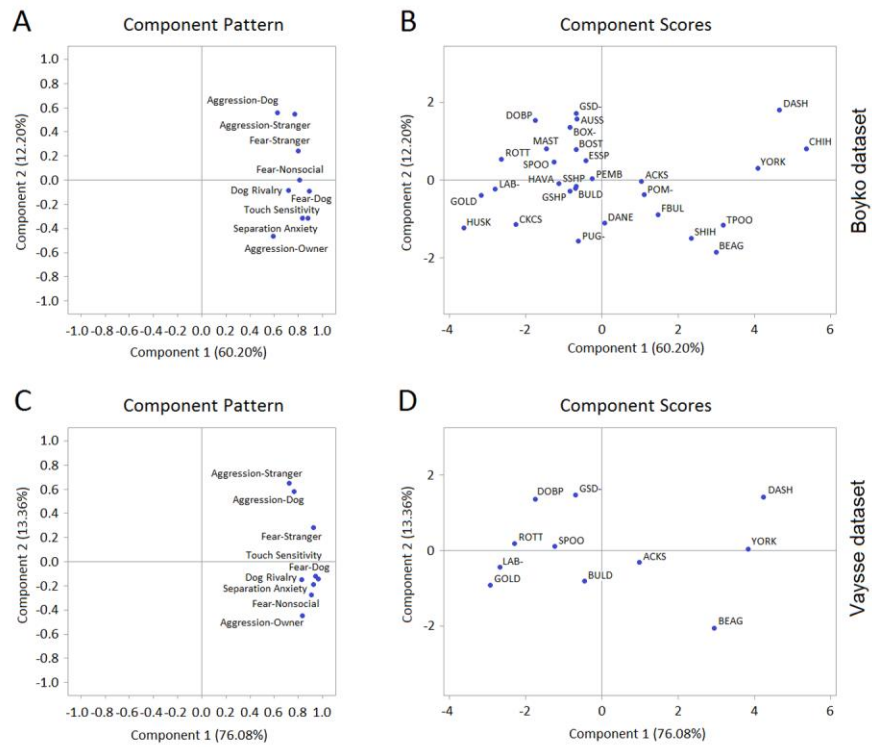 A
Component Pattern
Component 2 (12.20%)
1.0
0.8
0.6
0.4
0.2
0.0
-0.2
-0.4
-0.6
-0.8
-1.0
Aggression-Dog
Aggression-Stranger
Fear-Stranger
Fear-Nonsocial
Dog Rivalry
Fear-Dog
Touch Sensitivity
Separation Anxiety
Aggression-Owner
-1.0 -0.8 -0.6 -0.4 -0.2 0.0 0.2 0.4 0.6 0.8 1.0
Component 1 (60.20%)
B
Component Scores
Component 2 (12.20%)
2
0
-2
DASH
GSD-
DOBP
AUSS
BOX-
CHIH
MAST
BOST
ROTT
ESSP
YORK
SPOO
HAVA
SSHP
PEMB
ACKS
LAB-
GOLD
GSHP
BULD
POM-
HUSK
CKCS
DANE
FBUL
TPOO
PUG-
SHIH
BEAG
-4 -2 0 2 4 6
Component 1 (60.20%)
Boyko dataset
C
Component Pattern
Component 2 (13.36%)
1.0
0.8
0.6
0.4
0.2
0.0
-0.2
-0.4
-0.6
-0.8
-1.0
Aggression-Stranger
Aggression-Dog
Fear-Stranger
Touch Sensitivity
Fear-Dog
Dog Rivalry
Separation Anxiety
Fear-Nonsocial
Aggression-Owner
-1.0 -0.8 -0.6 -0.4 -0.2 0.0 0.2 0.4 0.6 0.8 1.0
Component 1 (76.08%)
D
Component Scores
Component 2 (13.36%)
2
0
-2
DOBP
GSD-
DASH
ROTT
SPOO
YORK
LAB-
ACKS
GOLD
BULD
BEAG
-4 -2 0 2 4 6
Component 1 (76.08%)
Vaysse dataset